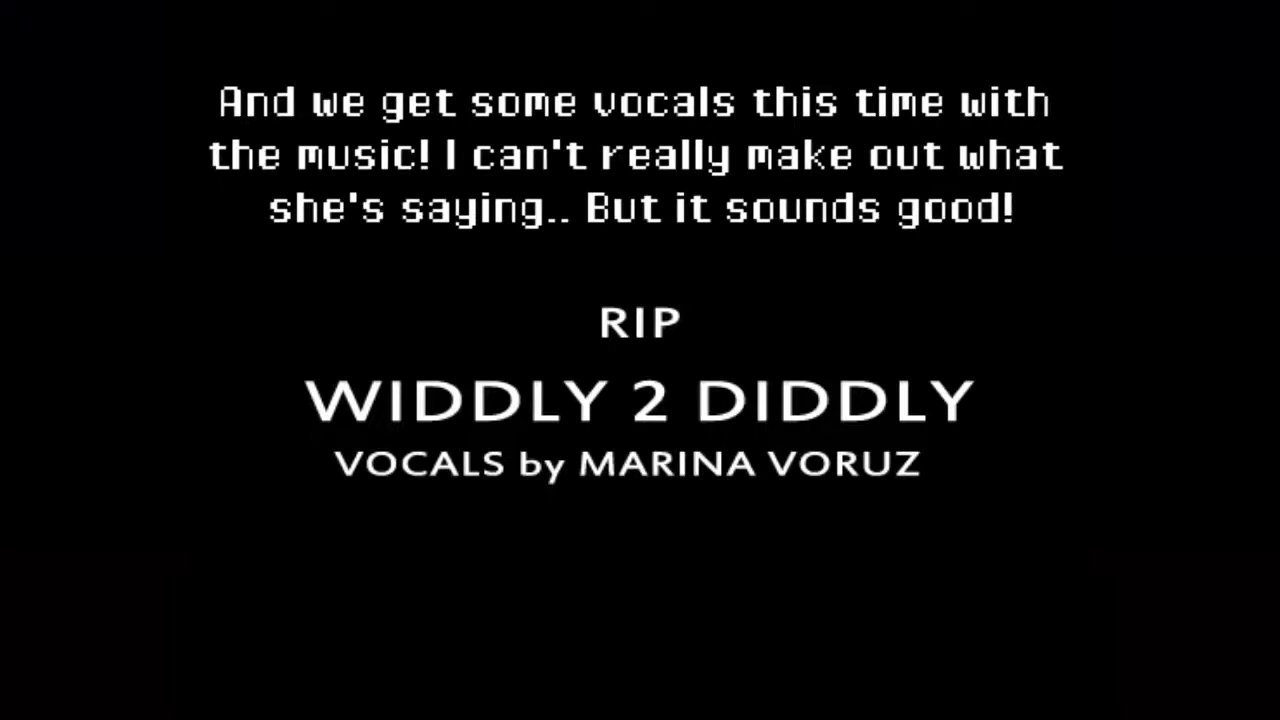 And we get some vocals this time with
the music! I can't really make out what
she's saying.. But it sounds good!
RIP
WIDDLY 2 DIDDLY
VOCALS by MARINA VORUZ